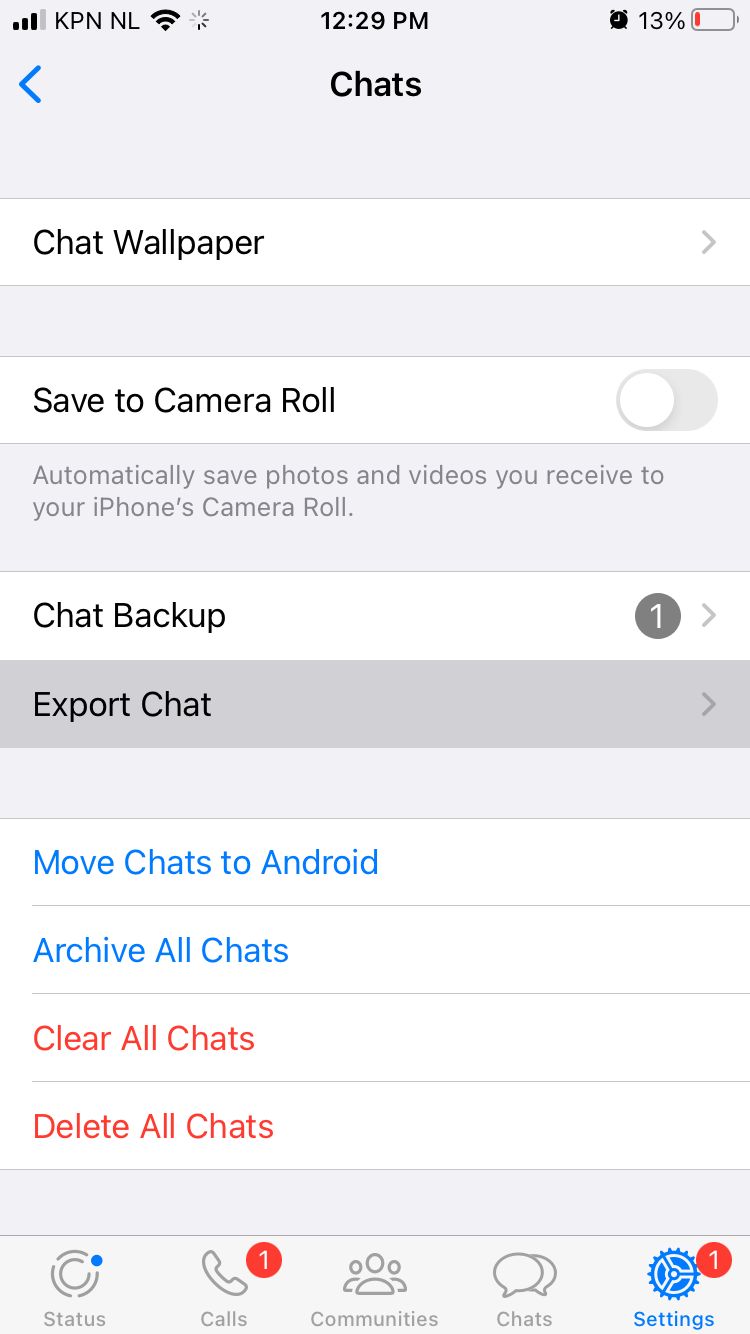 KPN NL 12:29 PM 13%
Chats
Chat Wallpaper
Save to Camera Roll
Automatically save photos and videos you receive to
your iPhone’s Camera Roll.
Chat Backup 1
Export Chat
Move Chats to Android
Archive All Chats
Clear All Chats
Delete All Chats
1 1
Status Calls Communities Chats Settings